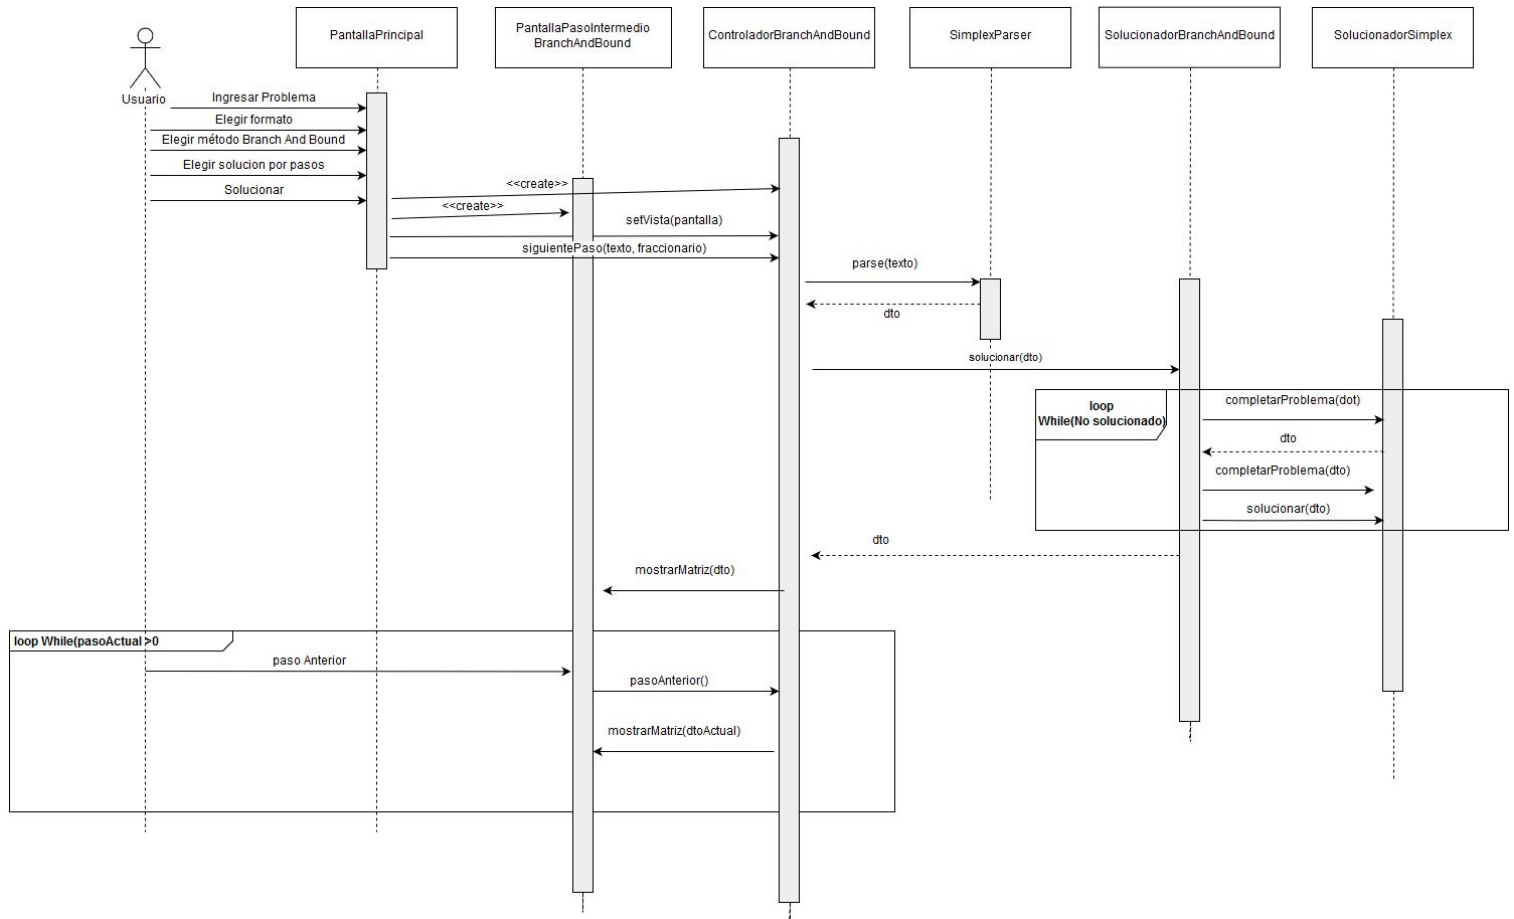 PantallaPrincipal
PantallaPasoIntermedio
BranchAndBound
ControladorBranchAndBound
SimplexParser
SolucionadorBranchAndBound
SolucionadorSimplex
Usuario
Ingresar Problema
Elegir formato
Elegir método Branch And Bound
Elegir solucion por pasos
Solucionar
<<create>>
<<create>>
setVista(pantalla)
siguientePaso(texto, fraccionario)
parse(texto)
dto
solucionar(dto)
loop
While(No solucionado)
completarProblema(dot)
dto
completarProblema(dto)
solucionar(dto)
dto
mostrarMatriz(dto)
loop While(pasoActual >0
paso Anterior
pasoAnterior()
mostrarMatriz(dtoActual)